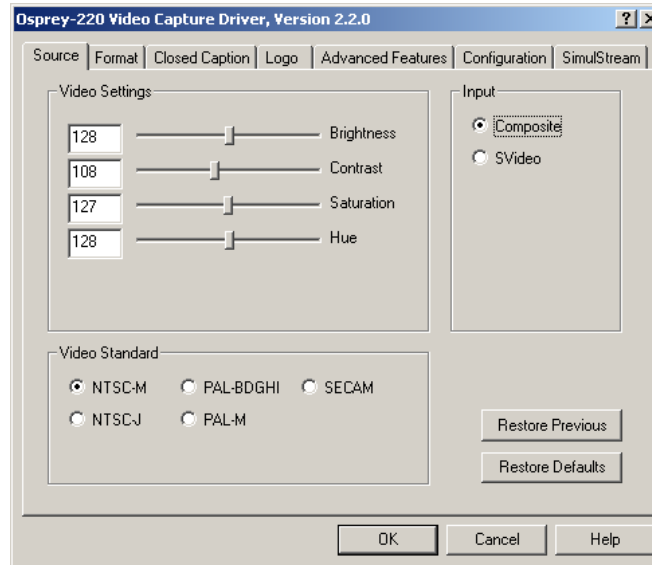 Osprey-220 Video Capture Driver, Version 2.2.0
Source Format Closed Caption Logo Advanced Features Configuration SimulStream
Video Settings
128 Brightness
108 Contrast
127 Saturation
128 Hue
Input
Composite
SVideo
Video Standard
NTSC-M PAL-BDGHI SECAM
NTSC-J PAL-M
Restore Previous
Restore Defaults
OK Cancel Help